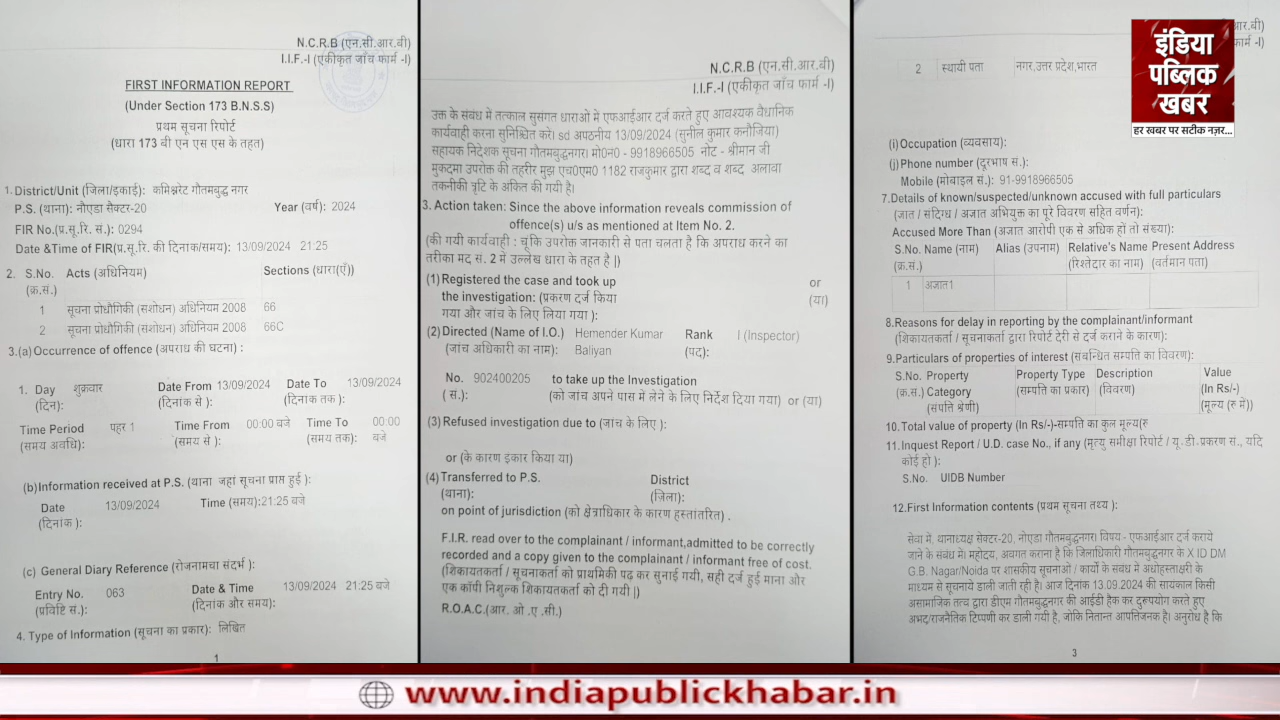 N.C.R.B (एन.सी.आर.बी)
I.I.F.-I (एकीकृत जाँच फार्म -I)
FIRST INFORMATION REPORT
(Under Section 173 B.N.S.S)
प्रथम सूचना रिपोर्ट
(धारा 173 बी एन एस एस के तहत)
1. District/Unit (जिला/इकाई): कमिश्नरेट गौतमबुद्ध नगर
P.S. (थाना): नौएडा सैक्टर-20 Year (वर्ष): 2024
FIR No.(प्र.सू.रि. सं.): 0294
Date &Time of FIR(प्र.सू.रि. की दिनाक/समय): 13/09/2024 21:25
2. S.No. Acts (अधिनियम) Sections (धारा(एँ))
(क्र.सं.)
1 सूचना प्रोधौगिकी (संशोधन) अधिनियम 2008 66
2 सूचना प्रोधौगिकी (संशोधन) अधिनियम 2008 66C
3.(a) Occurrence of offence (अपराध की घटना) :
1. Day शुक्रवार Date From 13/09/2024 Date To 13/09/2024
(दिन): (दिनांक से ): (दिनांक तक ):
Time Period पहर 1 Time From 00:00 बजे Time To 00:00
(समय अवधि): (समय से ): (समय तक): बजे
(b)Information received at P.S. (थाना जहां सूचना प्राप्त हुई ):
Date 13/09/2024 Time (समय):21:25 बजे
(दिनांक ):
(c) General Diary Reference (रोजनामचा संदर्भ ):
Entry No. 063 Date & Time 13/09/2024 21:25 बजे
(प्रविष्टि सं.): (दिनांक और समय):
4. Type of Information (सूचना का प्रकार): लिखित
1
N.C.R.B (एन.सी.आर.बी)
I.I.F.-I (एकीकृत जाँच फार्म -I)
उक्त के संबंध में तत्काल सुसंगत धाराओं में एफआईआर दर्ज करते हुए आवश्यक वैधानिक
कार्यवाही करना सुनिश्चित करें। sd अपठनीय 13/09/2024 (सुनील कुमार कनौजिया)
सहायक निदेशक सूचना गौतमबुद्धनगर। मो0नं0 - 9918966505 नोट - श्रीमान जी
मुकदमा उपरोक्त की तहरीर मुझ एच0एम0 1182 राजकुमार द्वारा शब्द व शब्द अलावा
तकनीकी त्रुटि के अंकित की गयी है।
3. Action taken: Since the above information reveals commission of
offence(s) u/s as mentioned at Item No. 2.
(की गयी कार्यवाही : चूंकि उपरोक्त जानकारी से पता चलता है कि अपराध करने का
तरीका मद सं. 2 में उल्लेख धारा के तहत है |)
(1) Registered the case and took up or
the investigation: (प्रकरण दर्ज किया (या)
गया और जांच के लिए लिया गया ):
(2) Directed (Name of I.O.) Hemender Kumar Rank I (Inspector)
(जांच अधिकारी का नाम): Baliyan (पद):
No. 902400205 to take up the Investigation
( सं.): (को जांच अपने पास में लेने के लिए निर्देश दिया गया) or (या)
(3) Refused investigation due to (जांच के लिए ):
or (के कारण इंकार किया या)
(4) Transferred to P.S. District
(थाना): (जिला):
on point of jurisdiction (को क्षेत्राधिकार के कारण हस्तांतरित) .
F.I.R. read over to the complainant / informant,admitted to be correctly
recorded and a copy given to the complainant / informant free of cost.
(शिकायतकर्ता / सूचनाकर्ता को प्राथमिकी पढ़ कर सुनाई गयी, सही दर्ज हुई माना और
एक कॉपी निशुल्क शिकायतकर्ता को दी गयी |)
R.O.A.C.(आर. ओ .ए .सी.)
आर.बी)
फार्म -I)
2 स्थायी पता नगर,उत्तर प्रदेश,भारत
(i) Occupation (व्यवसाय):
(j) Phone number (दूरभाष सं.):
Mobile (मोबाइल सं.): 91-9918966505
7.Details of known/suspected/unknown accused with full particulars
(ज्ञात / संदिग्ध / अज्ञात अभियुक्त का पूरे विवरण सहित वर्णन):
Accused More Than (अज्ञात आरोपी एक से अधिक हों तो संख्या):
S.No. Name (नाम) Alias (उपनाम) Relative's Name Present Address
(क्र.सं.) (रिश्तेदार का नाम) (वर्तमान पता)
1 अज्ञात 1
8.Reasons for delay in reporting by the complainant/informant
(शिकायतकर्ता / सूचनाकर्ता द्वारा रिपोर्ट देरी से दर्ज कराने के कारण):
9.Particulars of properties of interest (संबन्धित सम्पत्ति का विवरण):
S.No. Property Property Type Description Value
(क्र.सं.) Category (सम्पत्ति का प्रकार) (विवरण) (In Rs/-)
(संपत्ति श्रेणी) (मूल्य (रु में))
10.Total value of property (In Rs/-)-सम्पत्ति का कुल मूल्य(रु
11.Inquest Report / U.D. case No., if any (मृत्यु समीक्षा रिपोर्ट / यू.डी.प्रकरण सं., यदि
कोई हो ):
S.No. UIDB Number
12.First Information contents (प्रथम सूचना तथ्य ):
सेवा में, थानाध्यक्ष सैक्टर-20, नोएडा गौतमबुद्धनगर। विषय - एफआईआर दर्ज कराये
जाने के संबंध में। महोदय, अवगत कराना है कि जिलाधिकारी गौतमबुद्धनगर के X ID DM
G.B. Nagar/Noida पर शासकीय सूचनाओं / कार्यों के संबंध में अधोहस्ताक्षरी के
माध्यम से सूचनायें डाली जाती रही है। आज दिनांक 13.09.2024 की सायंकाल किसी
असामाजिक तत्व द्वारा डीएम गौतमबुद्धनगर की आईडी हैक कर दुरूपयोग करते हुए
अभद्र/राजनैतिक टिप्पणी कर डाली गयी है, जोकि नितान्त आपत्तिजनक है। अनुरोध है कि
3
इंडिया
पब्लिक
खबर
हर खबर पर सटीक नज़र...
www.indiapublickhabar.in